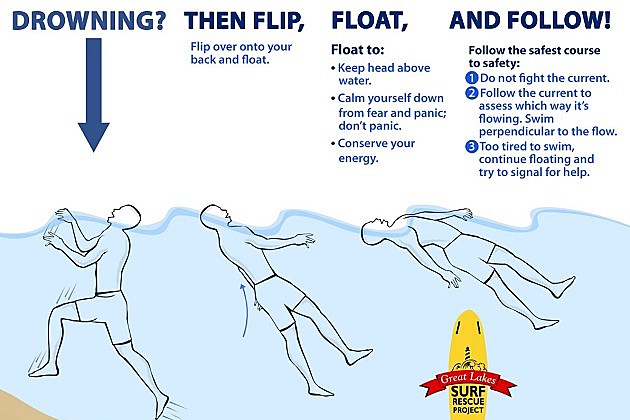 DROWNING? THEN FLIP, FLOAT, AND FOLLOW!
Flip over onto your
back and float.
Float to:
• Keep head above
water.
• Calm yourself down
from fear and panic;
don't panic.
• Conserve your
energy.
Follow the safest course
to safety:
1 Do not fight the current.
2 Follow the current to
assess which way it's
flowing. Swim
perpendicular to the flow.
3 Too tired to swim,
continue floating and
try to signal for help.
Great Lakes
SURF
RESCUE
PROJECT